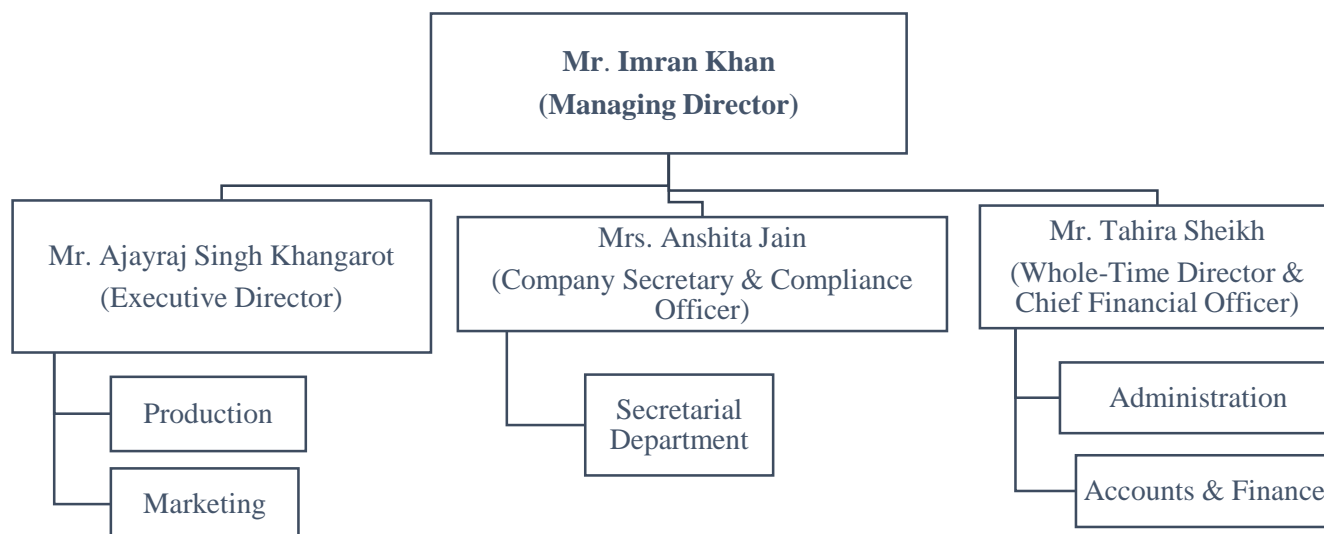 Mr. Imran Khan
(Managing Director)
Mr. Ajayraj Singh Khangarot
(Executive Director)
Production
Marketing
Mrs. Anshita Jain
(Company Secretary & Compliance
Officer)
Secretarial
Department
Mr. Tahira Sheikh
(Whole-Time Director &
Chief Financial Officer)
Administration
Accounts & Finance